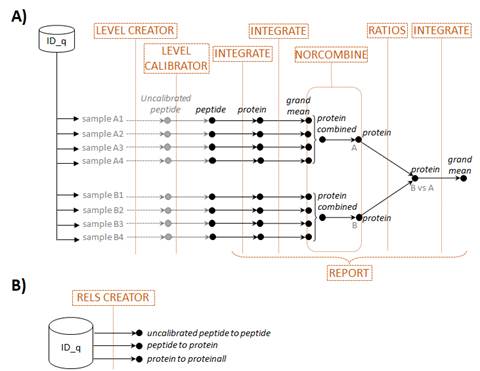 A)
LEVEL CREATOR
INTEGRATE
RATIOS
INTEGRATE
ID_q
LEVEL
CALIBRATOR
INTEGRATE
NORCOMBINE
Uncalibrated
peptide
peptide
protein
grand
mean
sample A1
sample A2
sample A3
sample A4
protein
combined
A
protein
protein
B vs A
grand
mean
sample B1
sample B2
sample B3
sample B4
protein
combined
B
protein
REPORT
B)
RELS CREATOR
ID_q
uncalibrated peptide to peptide
peptide to protein
protein to proteinall